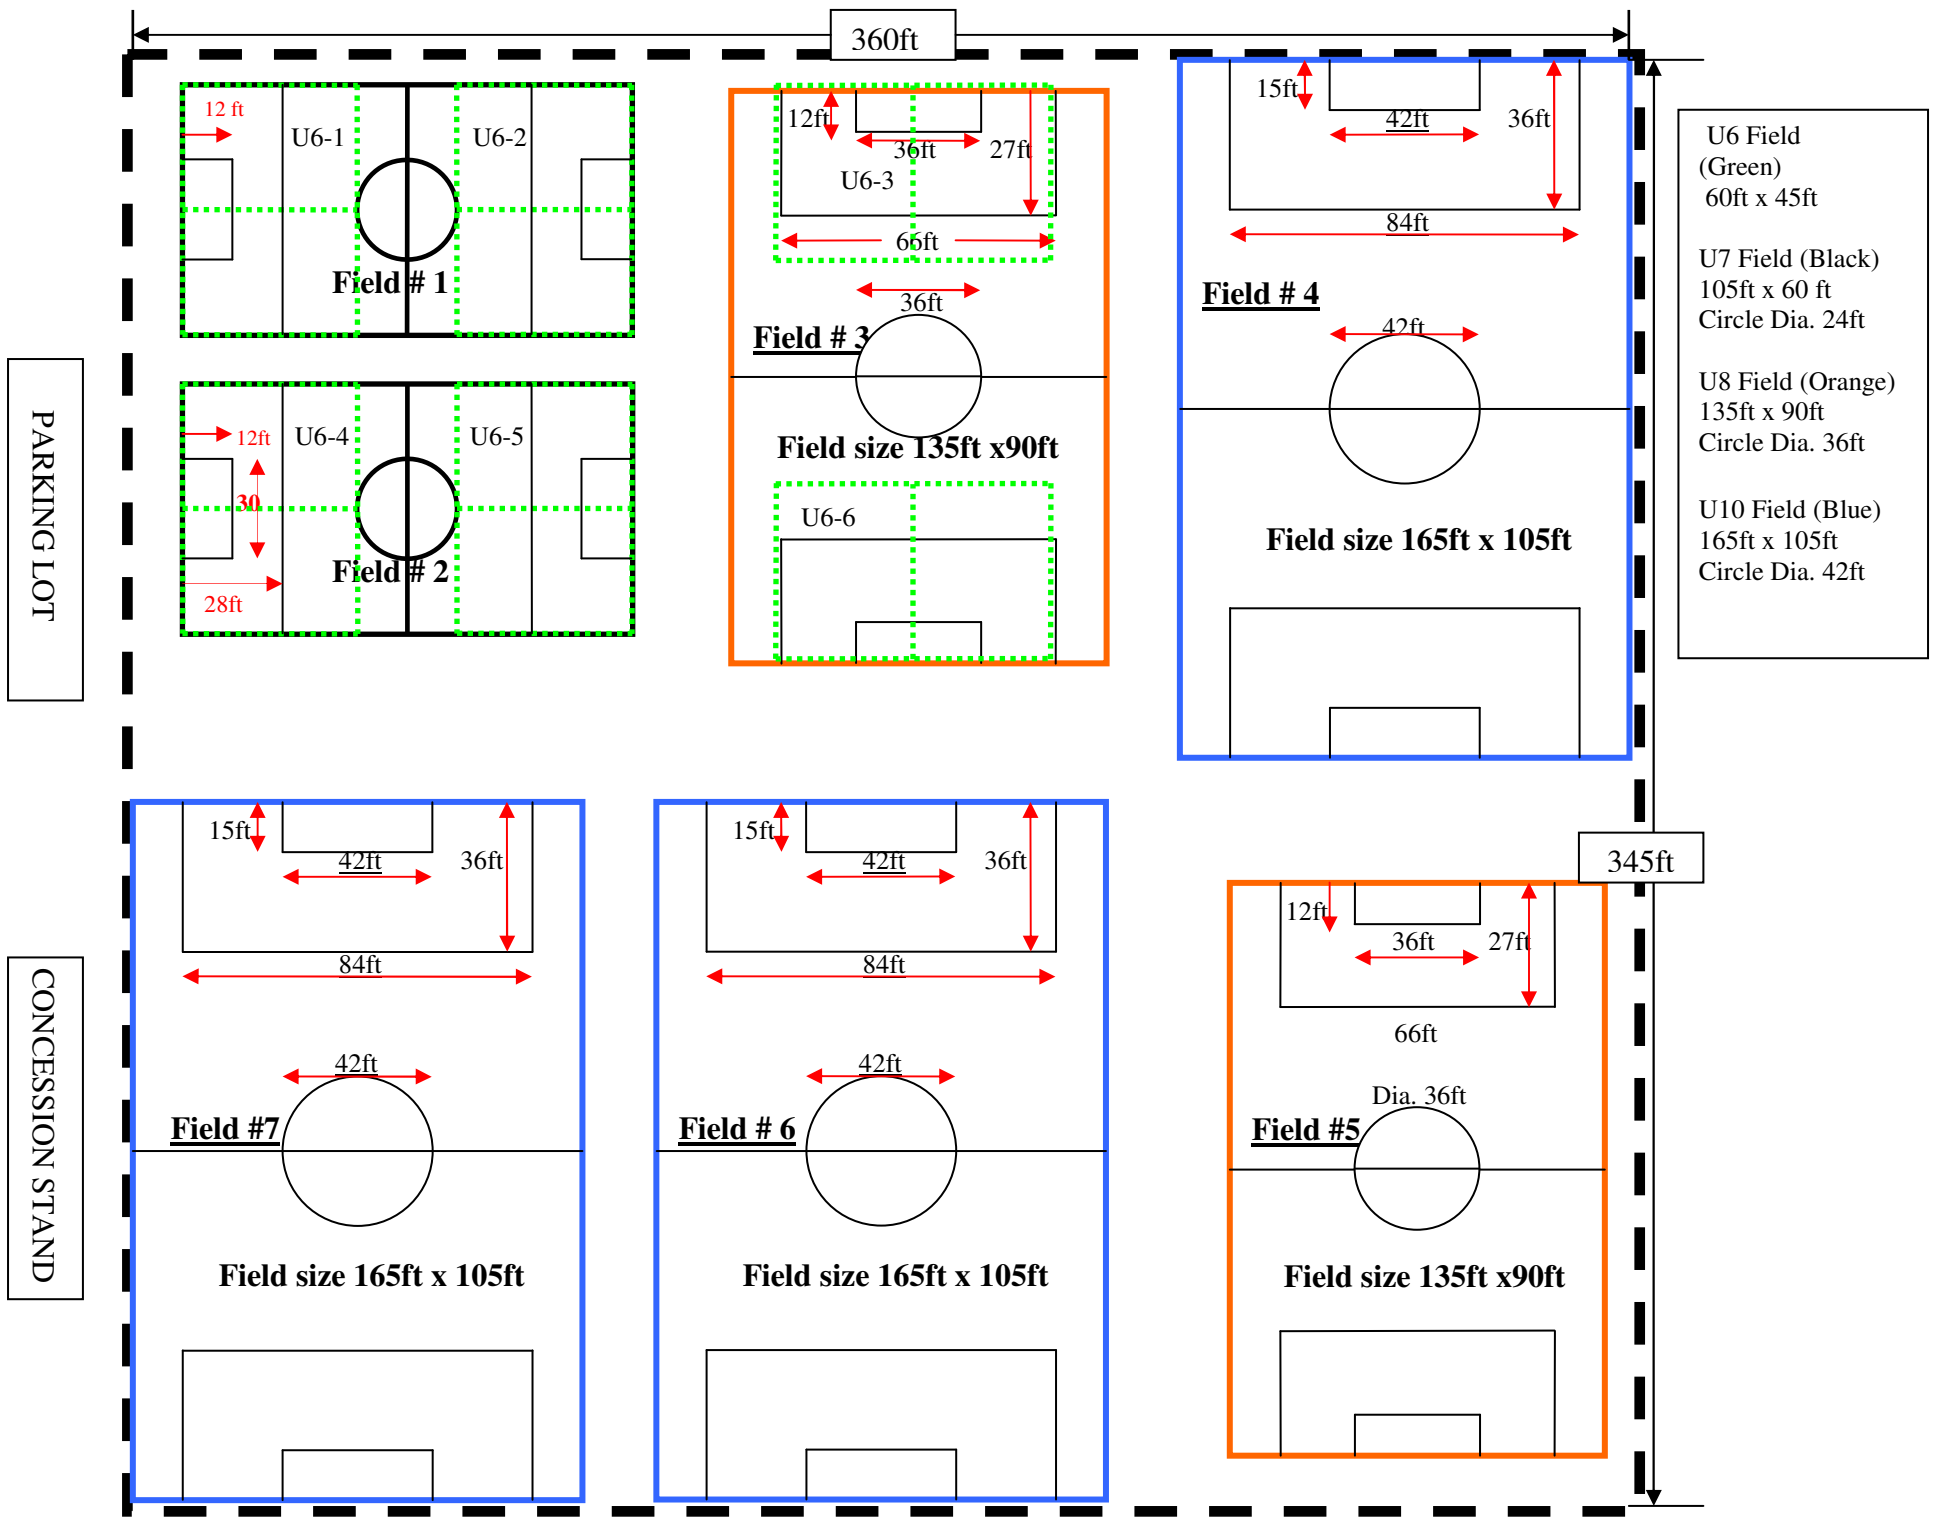 360ft
12 ft
U6-1
U6-2
Field # 1
12ft
36ft
27ft
U6-3
66ft
36ft
Field # 3
Field size 135ft x90ft
U6-6
15ft
42ft
36ft
84ft
Field # 4
42ft
Field size 165ft x 105ft
U6 Field
(Green)
60ft x 45ft
U7 Field (Black)
105ft x 60 ft
Circle Dia. 24ft
U8 Field (Orange)
135ft x 90ft
Circle Dia. 36ft
U10 Field (Blue)
165ft x 105ft
Circle Dia. 42ft
PARKING LOT
12ft
U6-4
U6-5
30
Field # 2
28ft
345ft
CONCESSION STAND
15ft
42ft
36ft
84ft
42ft
Field #7
Field size 165ft x 105ft
15ft
42ft
36ft
84ft
42ft
Field # 6
Field size 165ft x 105ft
12ft
36ft
27ft
66ft
Dia. 36ft
Field #5
Field size 135ft x90ft